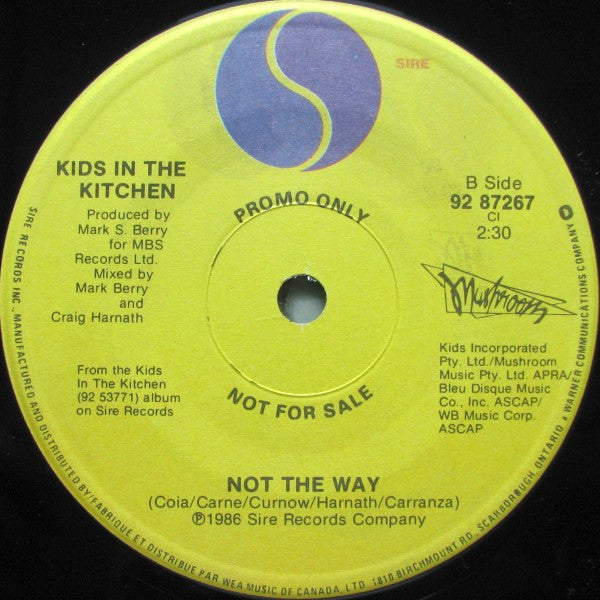 SIRE
KIDS IN THE
KITCHEN
Produced by
Mark S. Berry
for MBS
Records Ltd.
Mixed by
Mark Berry
and
Craig Harnath
From the Kids
In The Kitchen
(92 53771) album
on Sire Records
PROMO ONLY
NOT FOR SALE
B Side
92 87267
CI
2:30
Mushroom
Kids Incorporated
Pty. Ltd./Mushroom
Music Pty. Ltd. APRA/
Bleu Disque Music
Co., Inc. ASCAP/
WB Music Corp.
ASCAP
NOT THE WAY
(Coia/Carne/Curnow/Harnath/Carranza)
Ⓟ1986 Sire Records Company
SIRE RECORDS INC., MANUFACTURED AND DISTRIBUTED BY/FABRIQUE ET DISTRIBUE PAR WEA MUSIC OF CANADA, LTD. 1810 BIRCHMOUNT RD., SCARBOROUGH, ONTARIO • WARNER COMMUNICATIONS COMPANY